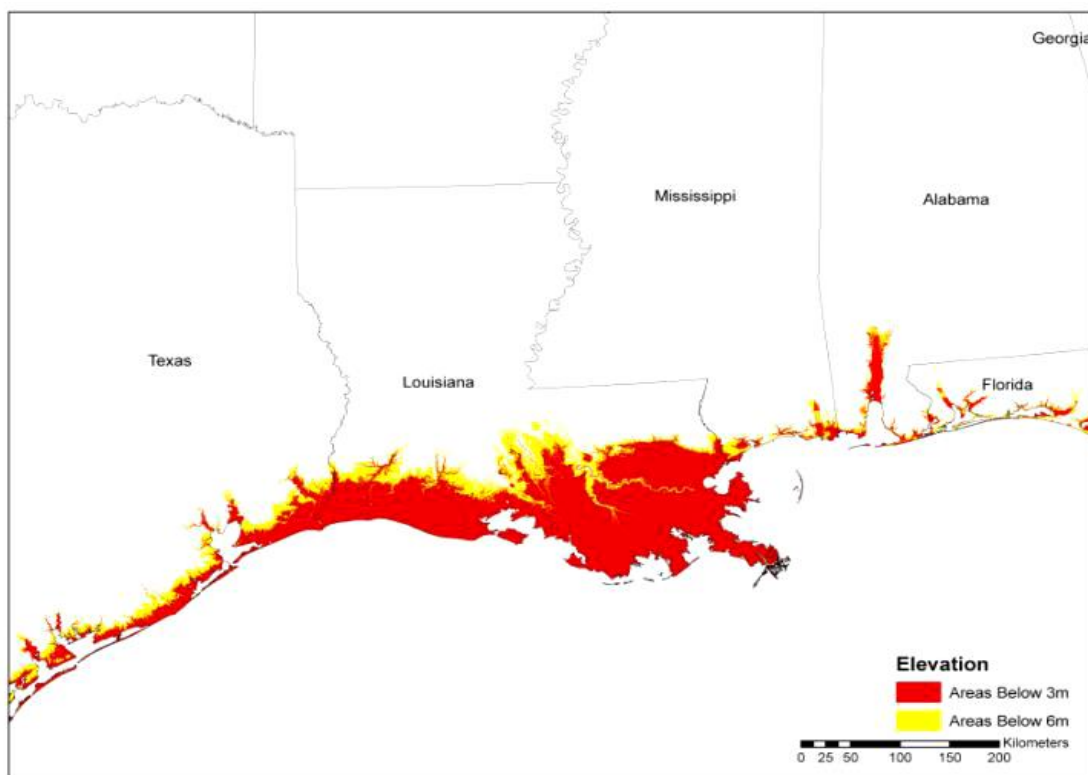 Georgia
Mississippi
Alabama
Texas
Louisiana
Florida
Elevation
Areas Below 3m
Areas Below 6m
Kilometers
0 25 50 100 150 200